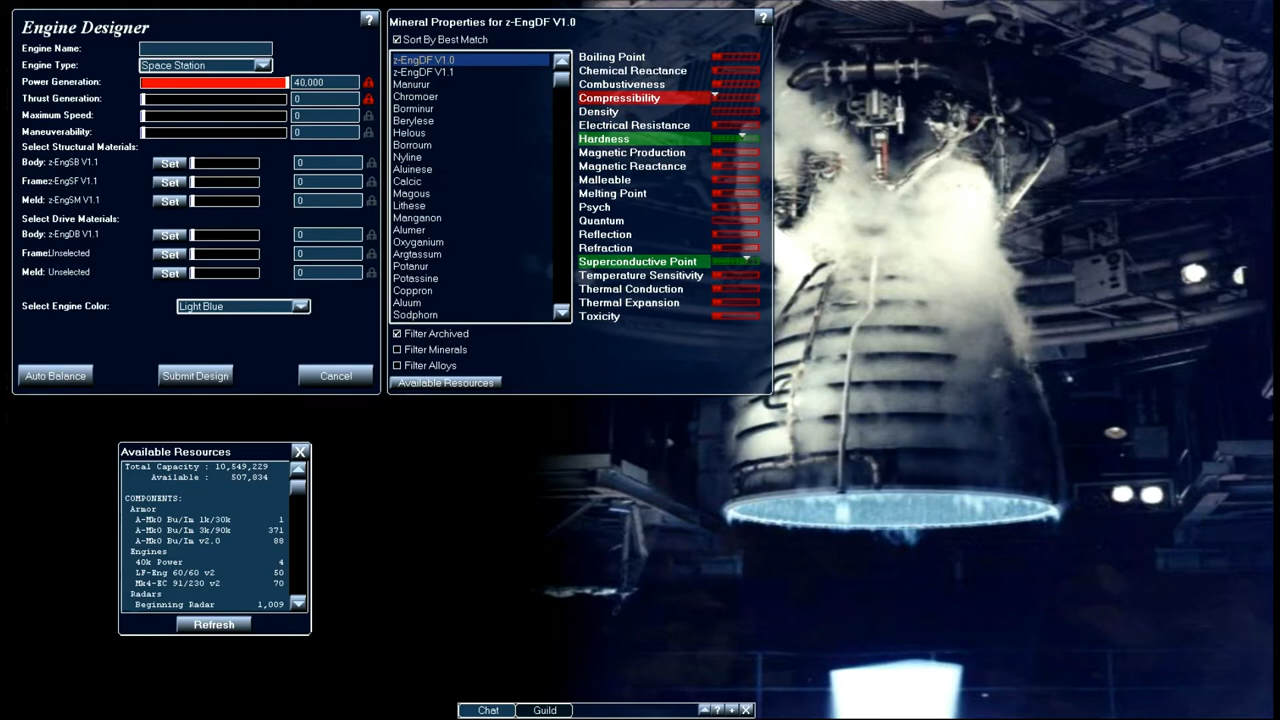 Engine Designer
?
Engine Name:
Engine Type: Space Station
Power Generation: 40,000
Thrust Generation: 0
Maximum Speed: 0
Maneuverability: 0
Select Structural Materials:
Body: z-EngSB V1.1 Set 0
Frame:z-EngSF V1.1 Set 0
Meld: z-EngSM V1.1 Set 0
Select Drive Materials:
Body: z-EngDB V1.1 Set 0
Frame:Unselected Set 0
Meld: Unselected Set 0
Select Engine Color: Light Blue
Auto Balance Submit Design Cancel
Mineral Properties for z-EngDF V1.0
?
Sort By Best Match
z-EngDF V1.0
z-EngDF V1.1
Manurur
Chromoer
Borminur
Berylese
Helous
Borroum
Nyline
Aluinese
Calcic
Magous
Lithese
Manganon
Alumer
Oxyganium
Argtassum
Potanur
Potassine
Coppron
Aluum
Sodphorn
Boiling Point
Chemical Reactance
Combustiveness
Compressibility
Density
Electrical Resistance
Hardness
Magnetic Production
Magnetic Reactance
Malleable
Melting Point
Psych
Quantum
Reflection
Refraction
Superconductive Point
Temperature Sensitivity
Thermal Conduction
Thermal Expansion
Toxicity
Filter Archived
Filter Minerals
Filter Alloys
Available Resources
Available Resources X
Total Capacity : 10,549,229
Available : 507,834
COMPONENTS:
Armor
A-Mk0 Bu/Im 1k/30k 1
A-Mk0 Bu/Im 3k/90k 371
A-Mk0 Bu/Im v2.0 88
Engines
40k Power 4
LF-Eng 60/60 v2 50
Mk4-EC 91/230 v2 70
Radars
Beginning Radar 1,009
Refresh
Chat Guild ? + X